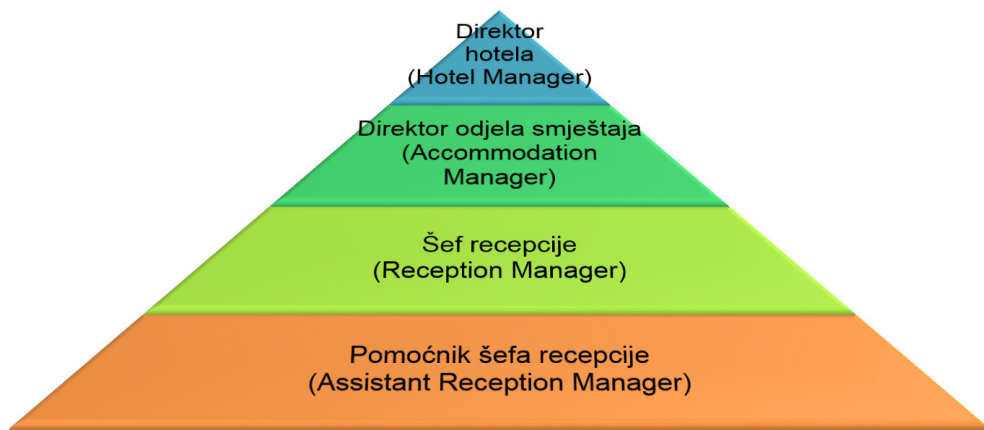 Direktor
hotela
(Hotel Manager)
Direktor odjela smještaja
(Accommodation
Manager)
Šef recepcije
(Reception Manager)
Pomoćnik šefa recepcije
(Assistant Reception Manager)